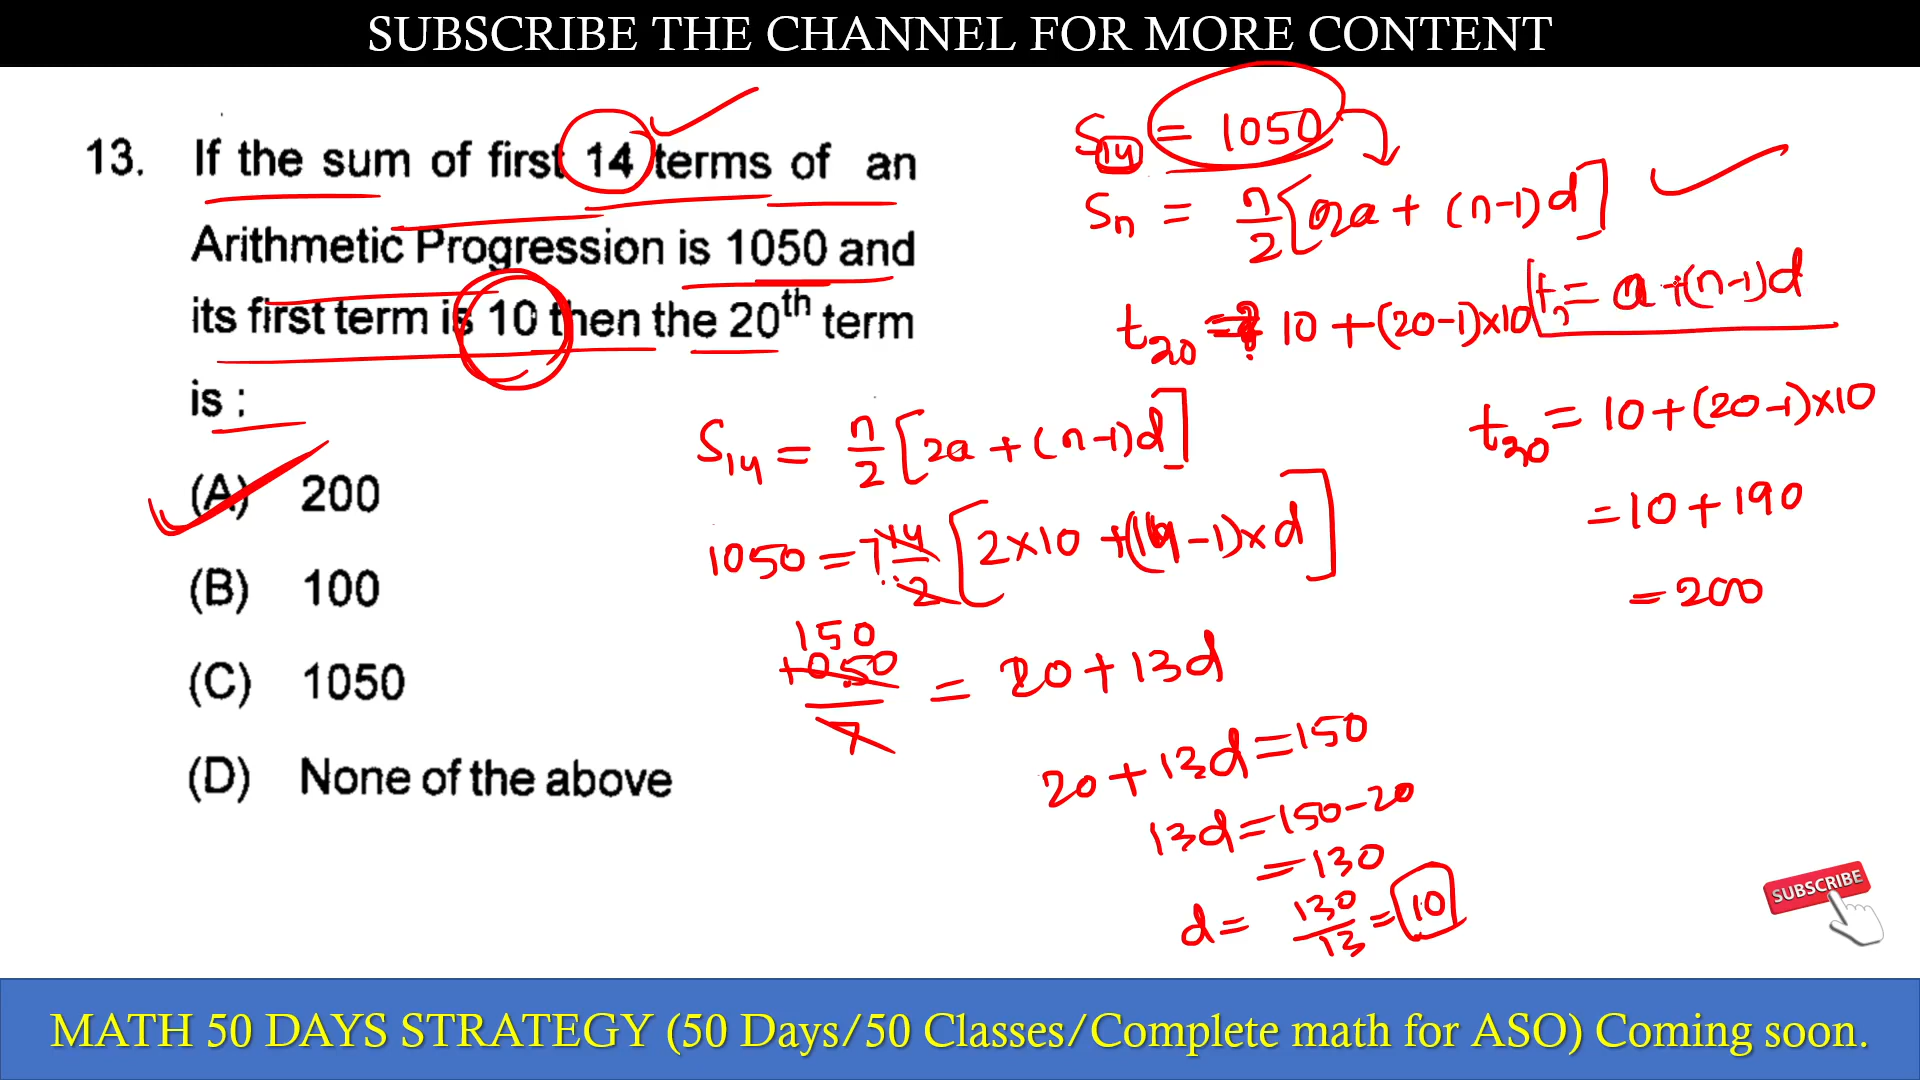 SUBSCRIBE THE CHANNEL FOR MORE CONTENT
13. If the sum of first 14 terms of an
Arithmetic Progression is 1050 and
its first term is 10 then the 20th term
is :
(A) 200
(B) 100
(C) 1050
(D) None of the above
S14 = 1050
Sn = n/2 [2a + (n-1)d]
t20 = 10 + (20-1)×10
tn = a + (n-1)d
S14 = n/2 [2a + (n-1)d]
1050 = 7 14/2 [2×10 + (14-1)×d]
150
1050/7 = 20 + 13d
20 + 13d = 150
13d = 150 - 20
= 130
d = 130/13 = 10
t20 = 10 + (20-1)×10
= 10 + 190
= 200
SUBSCRIBE
MATH 50 DAYS STRATEGY (50 Days/50 Classes/Complete math for ASO) Coming soon.